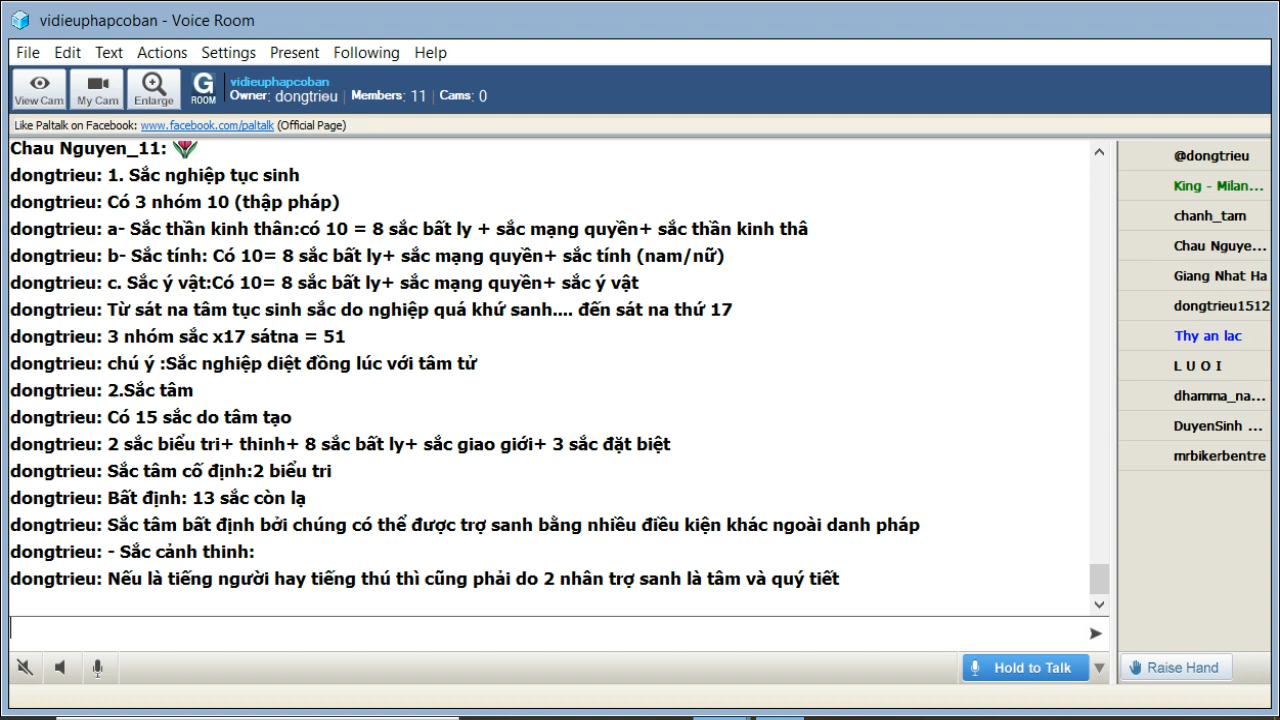 vidieuphapcoban - Voice Room
File Edit Text Actions Settings Present Following Help
View Cam My Cam Enlarge G ROOM
vidieuphapcoban
Owner: dongtrieu | Members: 11 | Cams: 0
Like Paltalk on Facebook: www.facebook.com/paltalk (Official Page)
Chau Nguyen_11:
dongtrieu: 1. Sắc nghiệp tục sinh
dongtrieu: Có 3 nhóm 10 (thập pháp)
dongtrieu: a- Sắc thần kinh thân:có 10 = 8 sắc bất ly + sắc mạng quyền+ sắc thần kinh thâ
dongtrieu: b- Sắc tính: Có 10= 8 sắc bất ly+ sắc mạng quyền+ sắc tính (nam/nữ)
dongtrieu: c. Sắc ý vật:Có 10= 8 sắc bất ly+ sắc mạng quyền+ sắc ý vật
dongtrieu: Từ sát na tâm tục sinh sắc do nghiệp quá khứ sanh.... đến sát na thứ 17
dongtrieu: 3 nhóm sắc x17 sátna = 51
dongtrieu: chú ý :Sắc nghiệp diệt đồng lúc với tâm tử
dongtrieu: 2.Sắc tâm
dongtrieu: Có 15 sắc do tâm tạo
dongtrieu: 2 sắc biểu tri+ thinh+ 8 sắc bất ly+ sắc giao giới+ 3 sắc đặt biệt
dongtrieu: Sắc tâm cố định:2 biểu tri
dongtrieu: Bất định: 13 sắc còn lạ
dongtrieu: Sắc tâm bất định bởi chúng có thể được trợ sanh bằng nhiều điều kiện khác ngoài danh pháp
dongtrieu: - Sắc cảnh thinh:
dongtrieu: Nếu là tiếng người hay tiếng thú thì cũng phải do 2 nhân trợ sanh là tâm và quý tiết
@dongtrieu
King - Milan...
chanh_tam
Chau Nguye...
Giang Nhat Ha
dongtrieu1512
Thy an lac
L U O I
dhamma_na...
DuyenSinh ...
mrbikerbentre
Hold to Talk
Raise Hand